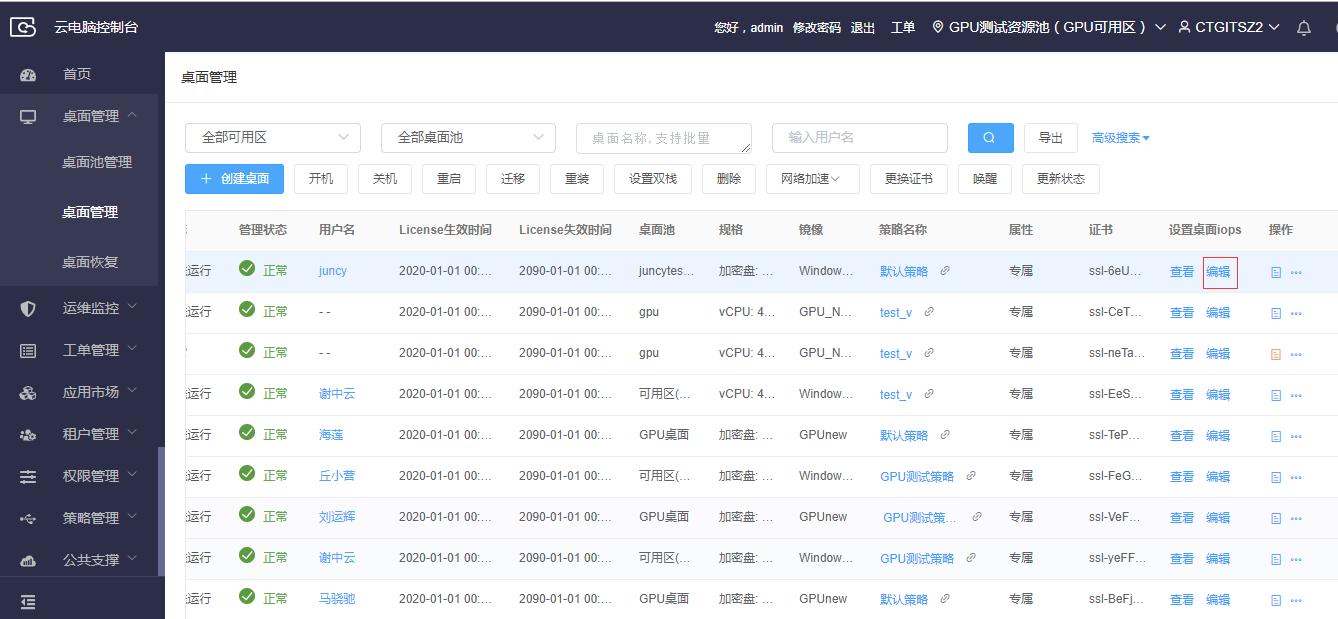 云电脑控制台
您好，admin 修改密码 退出 工单 GPU测试资源池（GPU可用区） CTGITSZ2
首页
桌面管理
桌面池管理
桌面管理
桌面恢复
运维监控
工单管理
应用市场
租户管理
权限管理
策略管理
公共支撑
桌面管理
全部可用区 全部桌面池 桌面名称,支持批量 输入用户名 导出 高级搜索
+ 创建桌面 开机 关机 重启 迁移 重装 设置双栈 删除 网络加速 更换证书 唤醒 更新状态
管理状态 用户名 License生效时间 License失效时间 桌面池 规格 镜像 策略名称 属性 证书 设置桌面iops 操作
运行 正常 juncy 2020-01-01 00:... 2090-01-01 00:... juncytes... 加密盘: ... Window... 默认策略 专属 ssl-6eU... 查看 编辑 ...
运行 正常 - - 2020-01-01 00:... 2090-01-01 00:... gpu vCPU: 4... GPU_N... test_v 专属 ssl-CeT... 查看 编辑 ...
正常 - - 2020-01-01 00:... 2090-01-01 00:... gpu vCPU: 4... GPU_N... test_v 专属 ssl-neTa... 查看 编辑 ...
运行 正常 谢中云 2020-01-01 00:... 2090-01-01 00:... 可用区(... vCPU: 4... Window... test_v 专属 ssl-EeS... 查看 编辑 ...
运行 正常 海莲 2020-01-01 00:... 2090-01-01 00:... GPU桌面 加密盘: ... GPUnew 默认策略 专属 ssl-TeP... 查看 编辑 ...
运行 正常 丘小营 2020-01-01 00:... 2090-01-01 00:... 可用区(... 加密盘: ... Window... GPU测试策略 专属 ssl-FeG... 查看 编辑 ...
运行 正常 刘运辉 2020-01-01 00:... 2090-01-01 00:... GPU桌面 加密盘: ... GPUnew GPU测试策... 专属 ssl-VeF... 查看 编辑 ...
运行 正常 谢中云 2020-01-01 00:... 2090-01-01 00:... 可用区(... 加密盘: ... Window... GPU测试策略 专属 ssl-yeFF... 查看 编辑 ...
运行 正常 马骁驰 2020-01-01 00:... 2090-01-01 00:... GPU桌面 加密盘: ... GPUnew 默认策略 专属 ssl-BeFj... 查看 编辑 ...